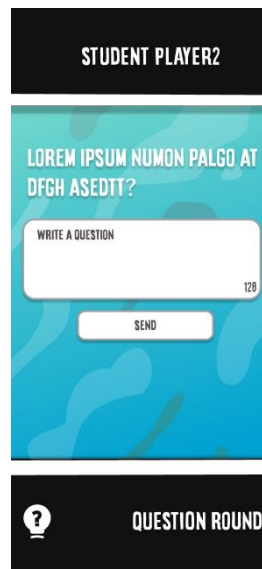 STUDENT PLAYER2
LOREM IPSUM NUMON PALGO AT
DFGH ASEDTT?
WRITE A QUESTION
128
SEND
?
QUESTION ROUND